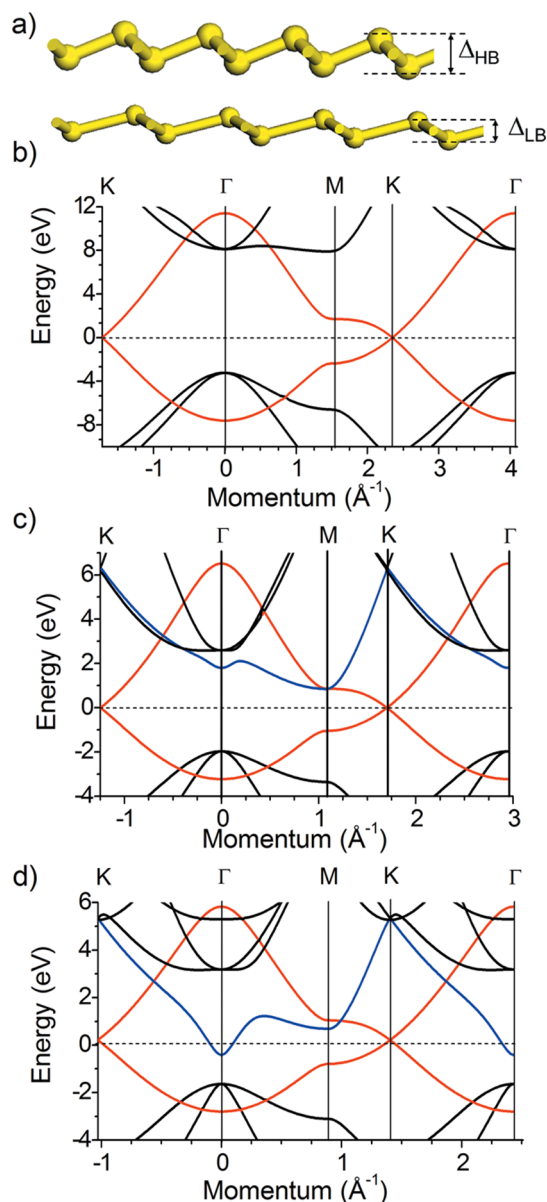 a)
Δ_HB
Δ_LB
b)
K Γ M K Γ
12
8
4
0
-4
-8
Energy (eV)
-1 0 1 2 3 4
Momentum (Å⁻¹)
c)
K Γ M K Γ
6
4
2
0
-2
-4
Energy (eV)
-1 0 1 2 3
Momentum (Å⁻¹)
d)
K Γ M K Γ
6
4
2
0
-2
-4
Energy (eV)
-1 0 1 2
Momentum (Å⁻¹)